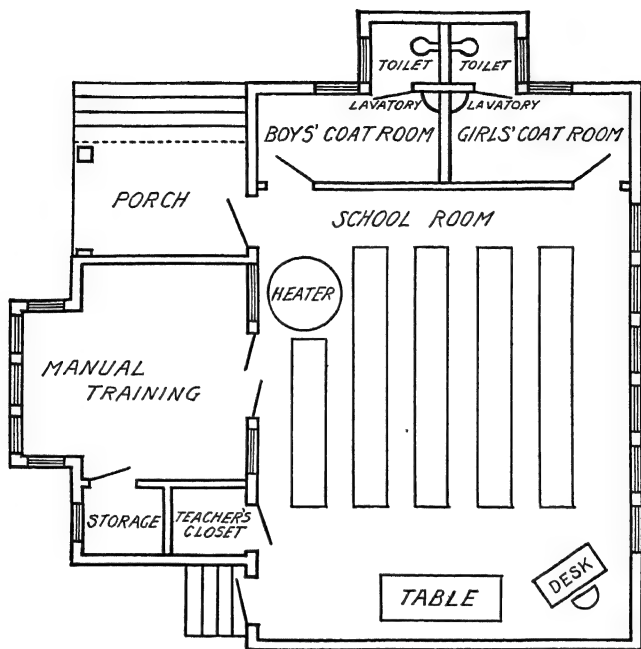 TOILET
TOILET
LAVATORY
LAVATORY
BOYS' COAT ROOM
GIRLS' COAT ROOM
PORCH
SCHOOL ROOM
HEATER
MANUAL
TRAINING
STORAGE
TEACHER'S
CLOSET
TABLE
DESK